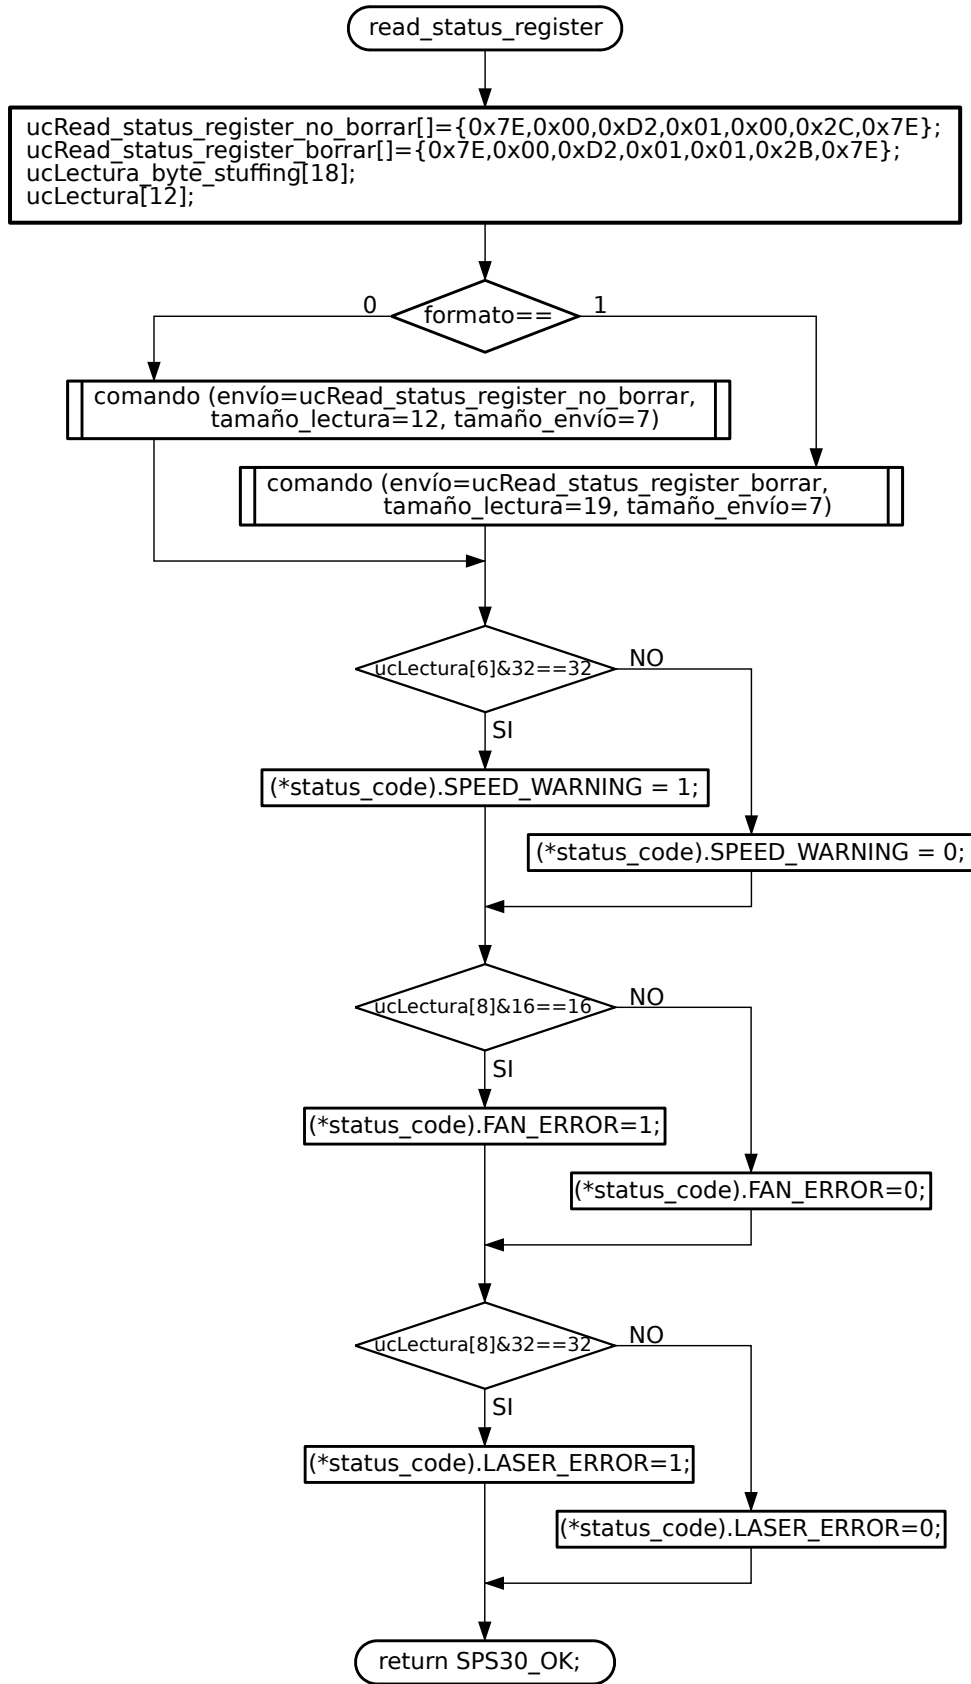 read_status_register
ucRead_status_register_no_borrar[]={0x7E,0x00,0xD2,0x01,0x00,0x2C,0x7E};
ucRead_status_register_borrar[]={0x7E,0x00,0xD2,0x01,0x01,0x2B,0x7E};
ucLectura_byte_stuffing[18];
ucLectura[12];
0
formato==
1
comando (envío=ucRead_status_register_no_borrar,
tamaño_lectura=12, tamaño_envío=7)
comando (envío=ucRead_status_register_borrar,
tamaño_lectura=19, tamaño_envío=7)
ucLectura[6]&32==32
NO
SI
(*status_code).SPEED_WARNING = 1;
(*status_code).SPEED_WARNING = 0;
ucLectura[8]&16==16
NO
SI
(*status_code).FAN_ERROR=1;
(*status_code).FAN_ERROR=0;
ucLectura[8]&32==32
NO
SI
(*status_code).LASER_ERROR=1;
(*status_code).LASER_ERROR=0;
return SPS30_OK;